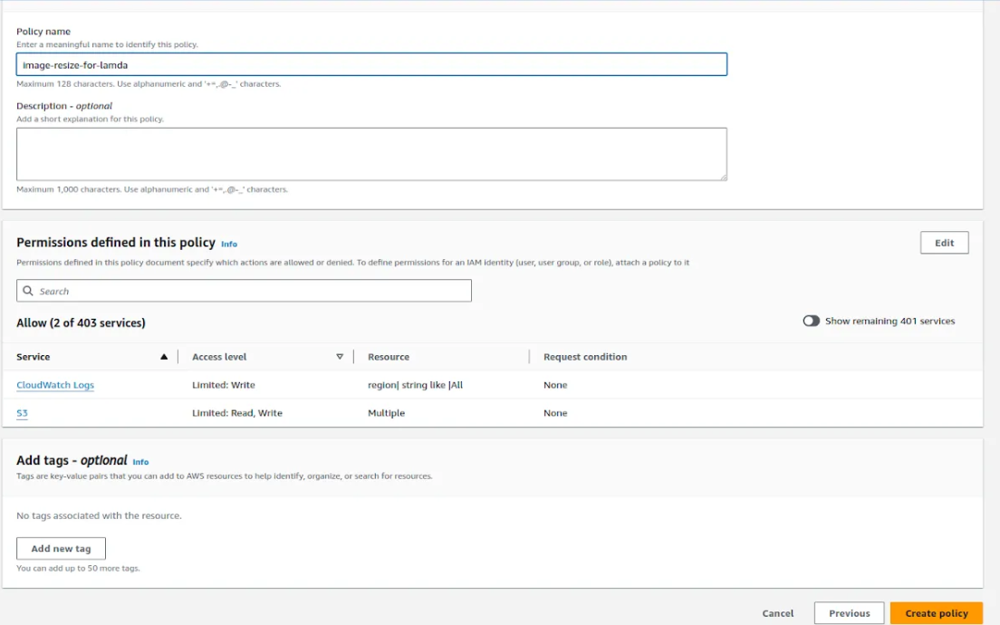 Policy name
Enter a meaningful name to identify this policy.
image-resize-for-lamda
Maximum 128 characters. Use alphanumeric and '+=,.@-_' characters.
Description - optional
Add a short explanation for this policy.
Maximum 1,000 characters. Use alphanumeric and '+=,.@-_' characters.
Permissions defined in this policy Info
Edit
Permissions defined in this policy document specify which actions are allowed or denied. To define permissions for an IAM identity (user, user group, or role), attach a policy to it
Search
Allow (2 of 403 services)
Show remaining 401 services
Service Access level Resource Request condition
CloudWatch Logs Limited: Write region| string like |All None
S3 Limited: Read, Write Multiple None
Add tags - optional Info
Tags are key-value pairs that you can add to AWS resources to help identify, organize, or search for resources.
No tags associated with the resource.
Add new tag
You can add up to 50 more tags.
Cancel Previous Create policy